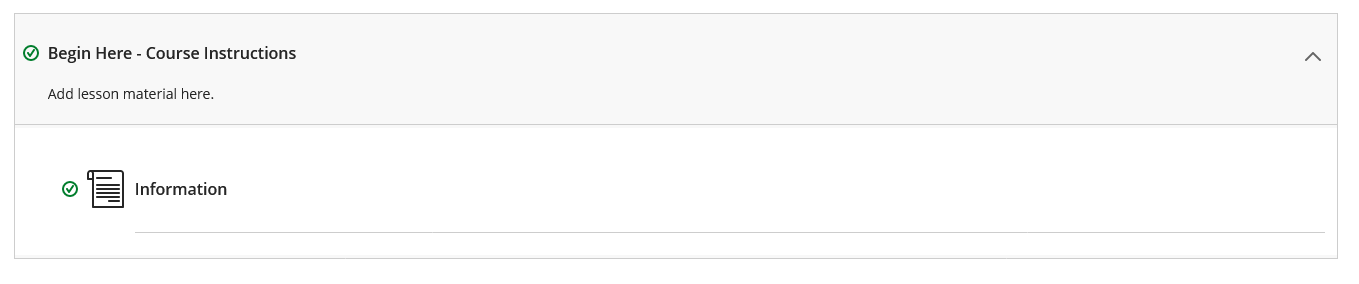 Begin Here - Course Instructions
Add lesson material here.
Information